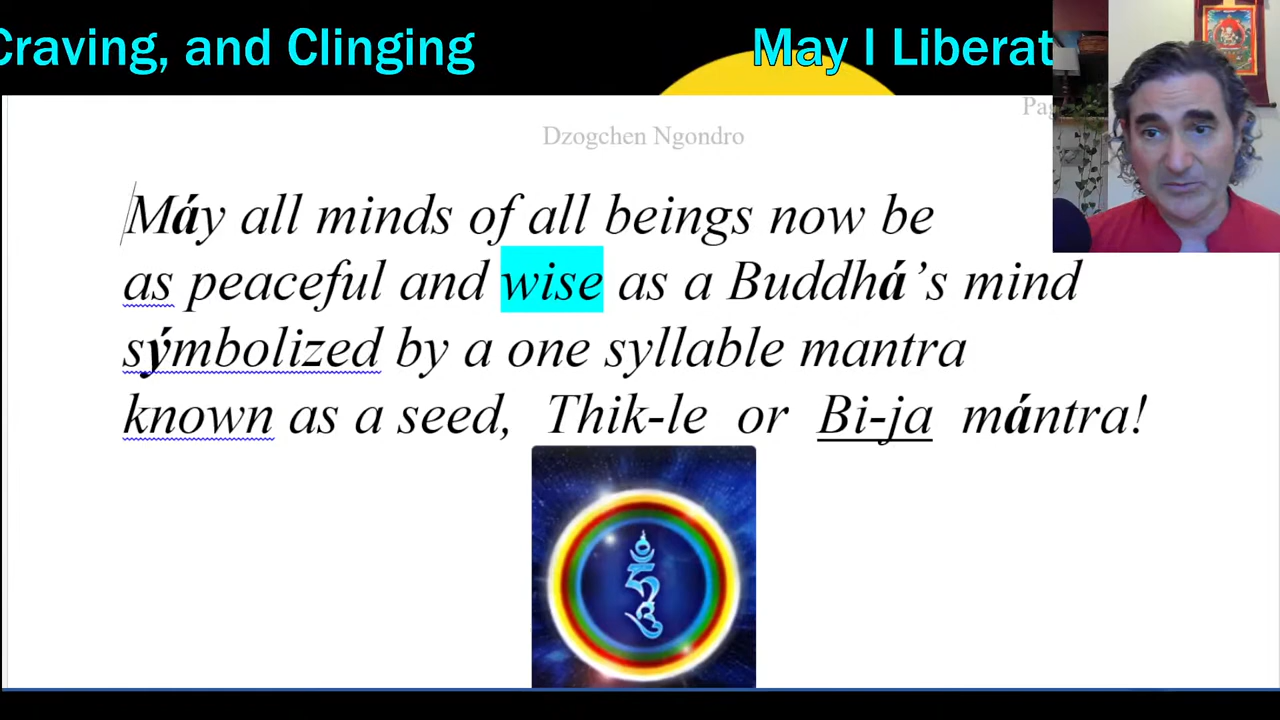 Craving, and Clinging May I Liberat
Pag
Dzogchen Ngondro
Máy all minds of all beings now be
as peaceful and wise as a Buddhá’s mind
sýmbolized by a one syllable mantra
known as a seed, Thik-le or Bi-ja mántra!
ཧཱུྃ